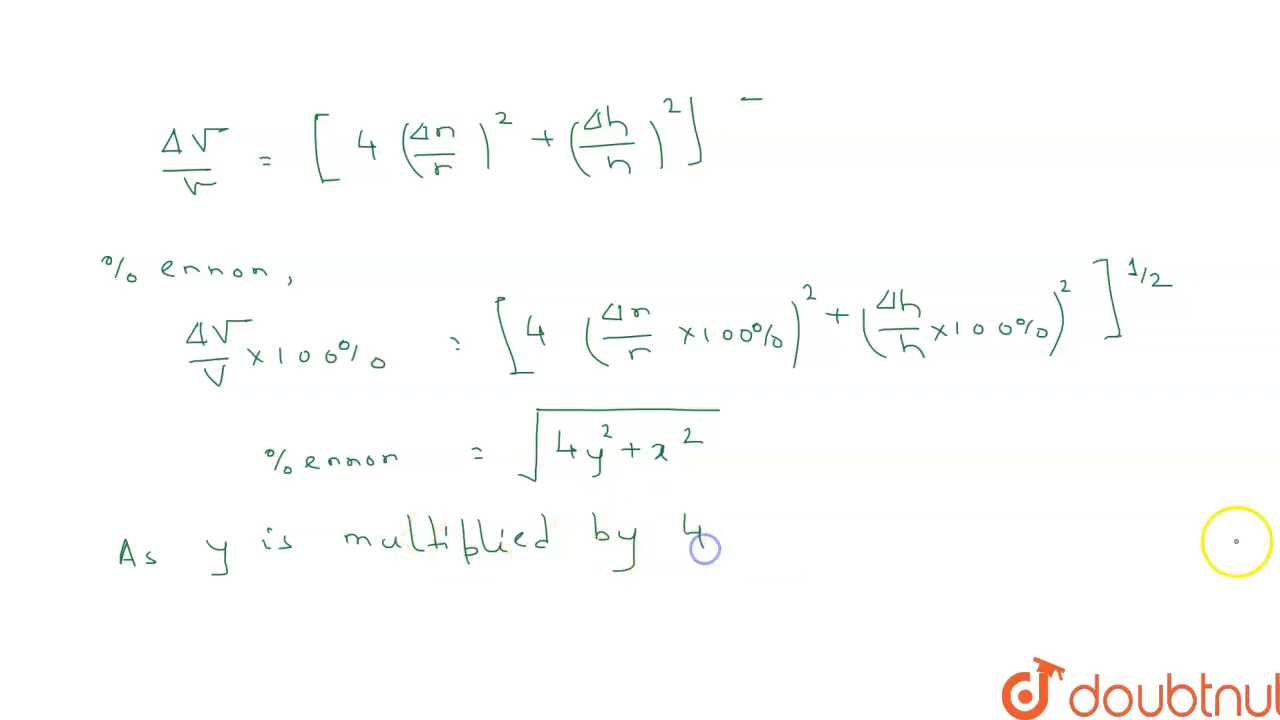 ΔV/V = [ 4 (Δr/r)² + (Δh/h)² ] –
% error,
ΔV/V × 100% = [ 4 (Δr/r × 100%)² + (Δh/h × 100%)² ]^1/2
% error = √(4y² + x²)
As y is multiplied by 4
doubtnut